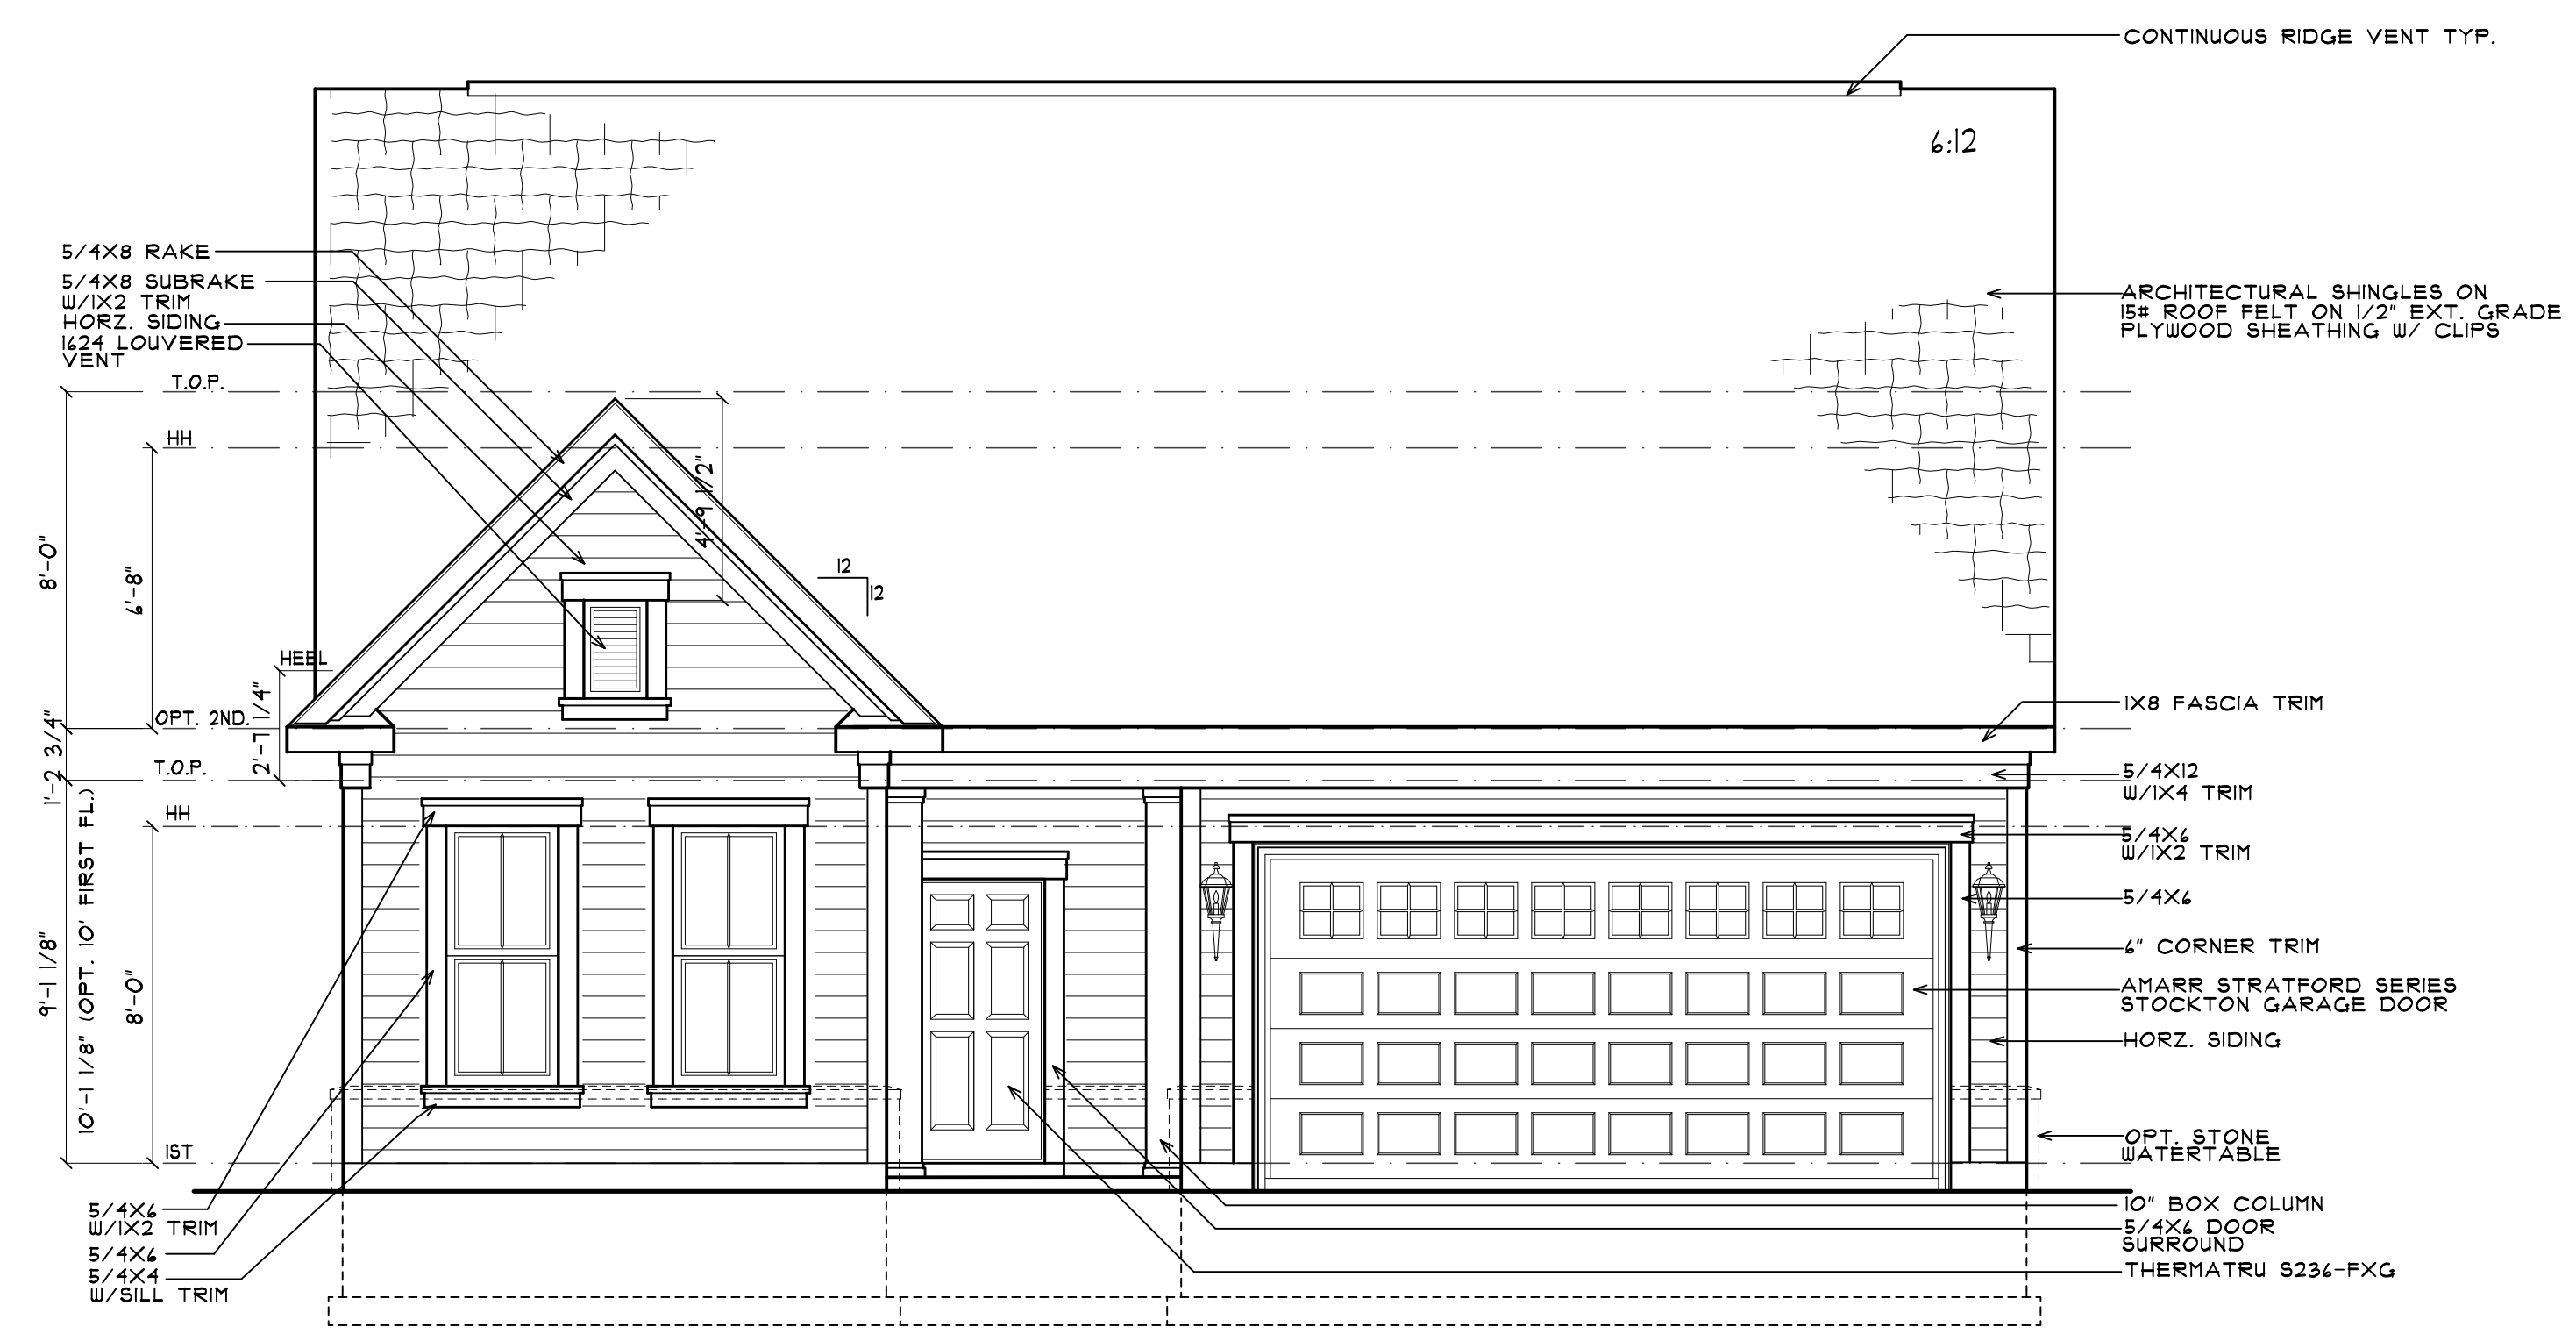 CONTINUOUS RIDGE VENT TYP.
6:12
5/4X8 RAKE
5/4X8 SUBRAKE
W/1X2 TRIM
HORZ. SIDING
1624 LOUVERED
VENT
ARCHITECTURAL SHINGLES ON
15# ROOF FELT ON 1/2" EXT. GRADE
PLYWOOD SHEATHING W/ CLIPS
T.O.P.
HH
4'-9 1/2"
8'-0"
6'-8"
12
12
HEEL
2'-7 1/4"
OPT. 2ND.
1'-2 3/4"
T.O.P.
HH
1X8 FASCIA TRIM
5/4X12
W/1X4 TRIM
5/4X6
W/1X2 TRIM
5/4X6
6" CORNER TRIM
AMARR STRATFORD SERIES
STOCKTON GARAGE DOOR
HORZ. SIDING
9'-1 1/8"
10'-1 1/8" (OPT. 10' FIRST FL.)
8'-0"
1ST
OPT. STONE
WATERTABLE
5/4X6
W/1X2 TRIM
5/4X6
5/4X4
W/SILL TRIM
10" BOX COLUMN
5/4X6 DOOR
SURROUND
THERMATRU S236-FXG